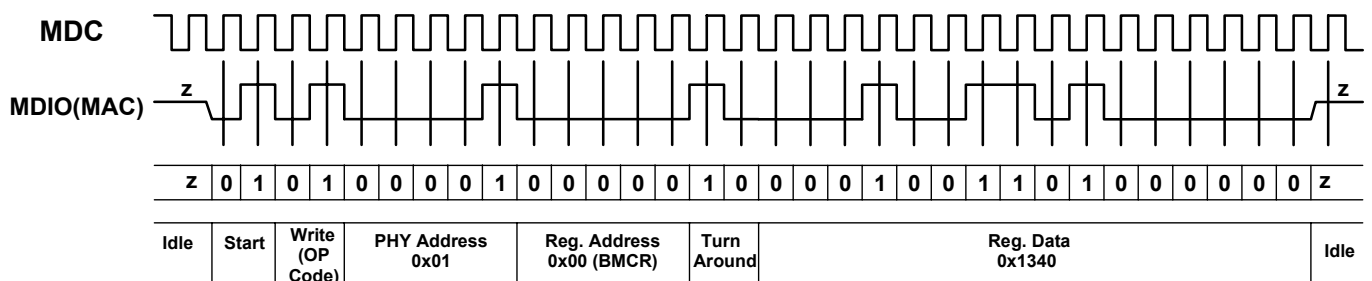 MDC
z
z
MDIO(MAC)
z 0 1 0 1 0 0 0 0 1 0 0 0 0 0 1 0 0 0 0 1 0 0 1 1 0 1 0 0 0 0 0 0 z
Idle
Start
Write
(OP
Code)
PHY Address
0x01
Reg. Address
0x00 (BMCR)
Turn
Around
Reg. Data
0x1340
Idle